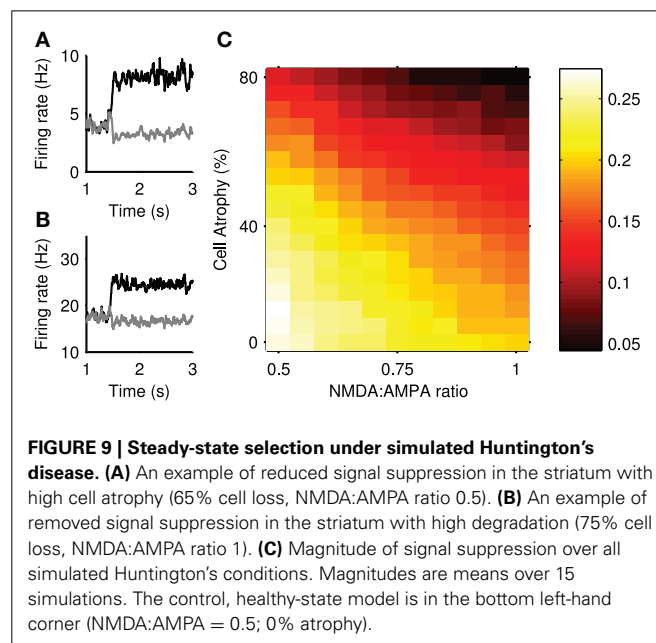 A
Firing rate (Hz)
10
5
0
1 2 3
Time (s)
B
Firing rate (Hz)
30
20
10
1 2 3
Time (s)
C
Cell Atrophy (%)
80
40
0
0.5 0.75 1
NMDA:AMPA ratio
0.25
0.2
0.15
0.1
0.05
FIGURE 9 | Steady-state selection under simulated Huntington’s
disease. (A) An example of reduced signal suppression in the striatum with
high cell atrophy (65% cell loss, NMDA:AMPA ratio 0.5). (B) An example of
removed signal suppression in the striatum with high degradation (75% cell
loss, NMDA:AMPA ratio 1). (C) Magnitude of signal suppression over all
simulated Huntington’s conditions. Magnitudes are means over 15
simulations. The control, healthy-state model is in the bottom left-hand
corner (NMDA:AMPA = 0.5; 0% atrophy).